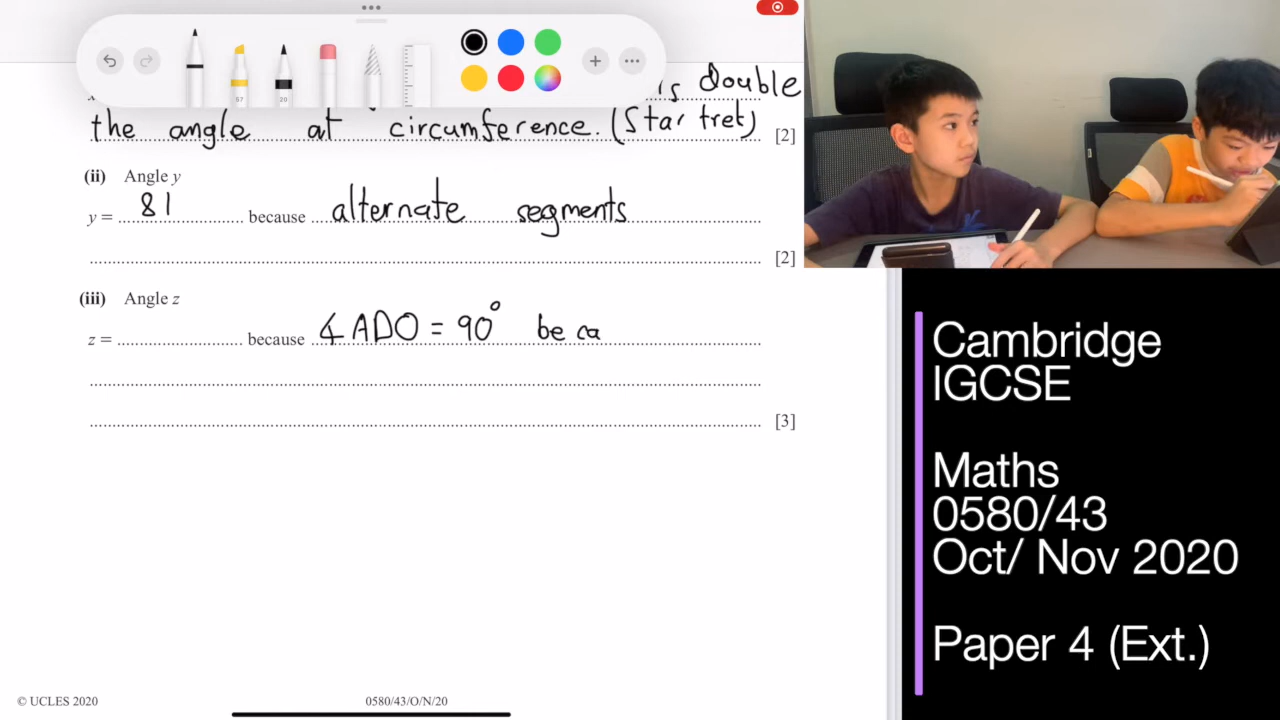 is double
the angle at circumference. (Star tret) [2]
(ii) Angle y
y = 81 because alternate segments
[2]
(iii) Angle z
z = because ∡ADO = 90° be ca
[3]
© UCLES 2020 0580/43/O/N/20
Cambridge
IGCSE
Maths
0580/43
Oct/ Nov 2020
Paper 4 (Ext.)